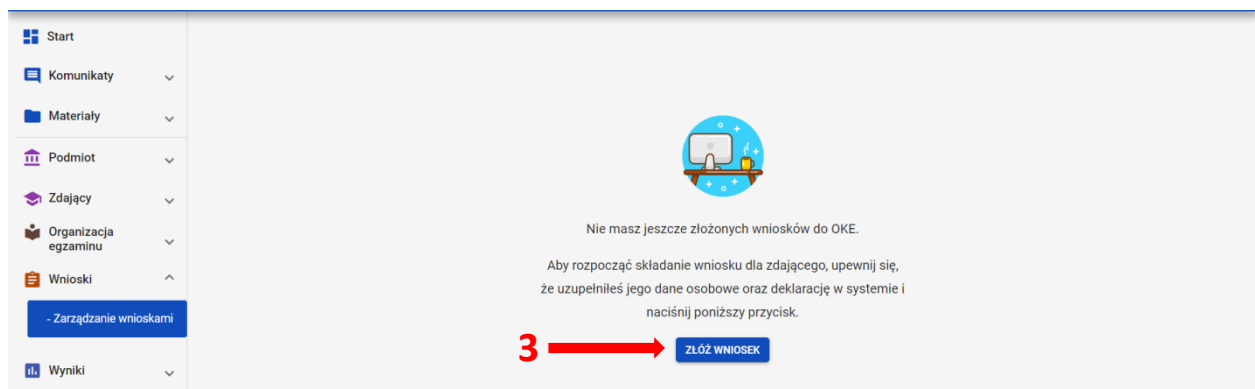 Start
Komunikaty
Materiały
Podmiot
Zdający
Organizacja
egzaminu
Wnioski
- Zarządzanie wnioskami
Wyniki
Nie masz jeszcze złożonych wniosków do OKE.
Aby rozpocząć składanie wniosku dla zdającego, upewnij się,
że uzupełniłeś jego dane osobowe oraz deklarację w systemie i
naciśnij poniższy przycisk.
3
ZŁÓŻ WNIOSEK